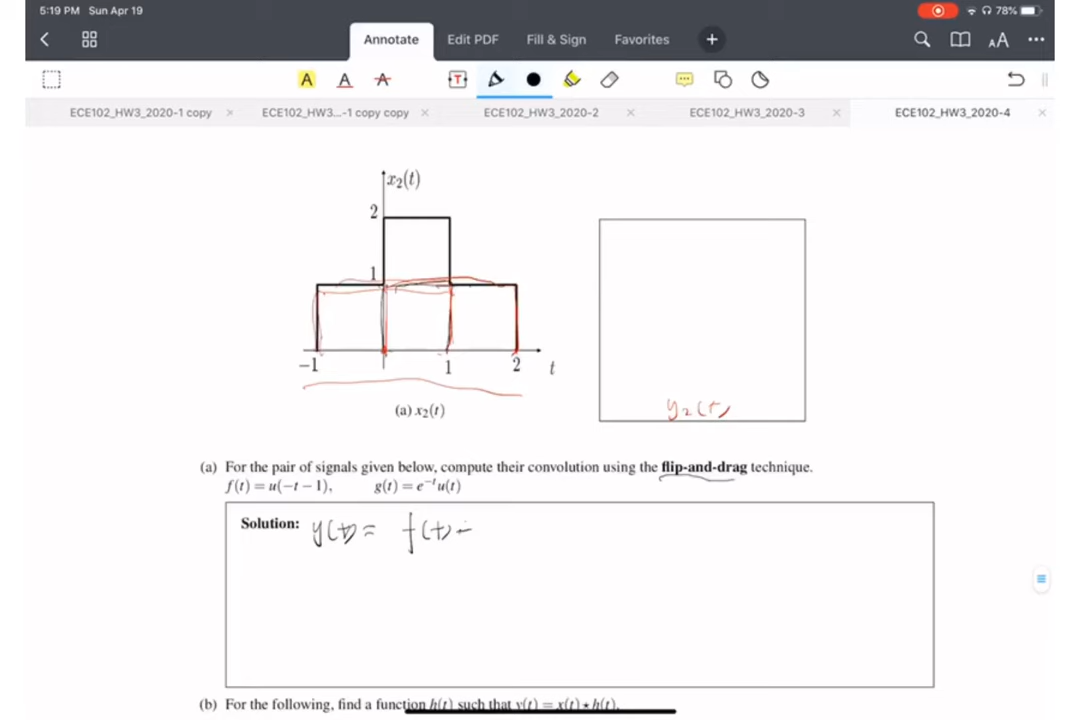 5:19 PM Sun Apr 19 78%
Annotate Edit PDF Fill & Sign Favorites +
AA
A A A T
ECE102_HW3_2020-1 copy × ECE102_HW3...-1 copy copy × ECE102_HW3_2020-2 × ECE102_HW3_2020-3 × ECE102_HW3_2020-4 ×
x₂(t)
2
1
−1 1 2 t
(a) x₂(t)
y₂(t)
(a) For the pair of signals given below, compute their convolution using the flip-and-drag technique.
f(t) = u(−t − 1), g(t) = e⁻ᵗu(t)
Solution: y(t) = f(t)
(b) For the following, find a function h(t) such that y(t) = x(t) ⋆ h(t).